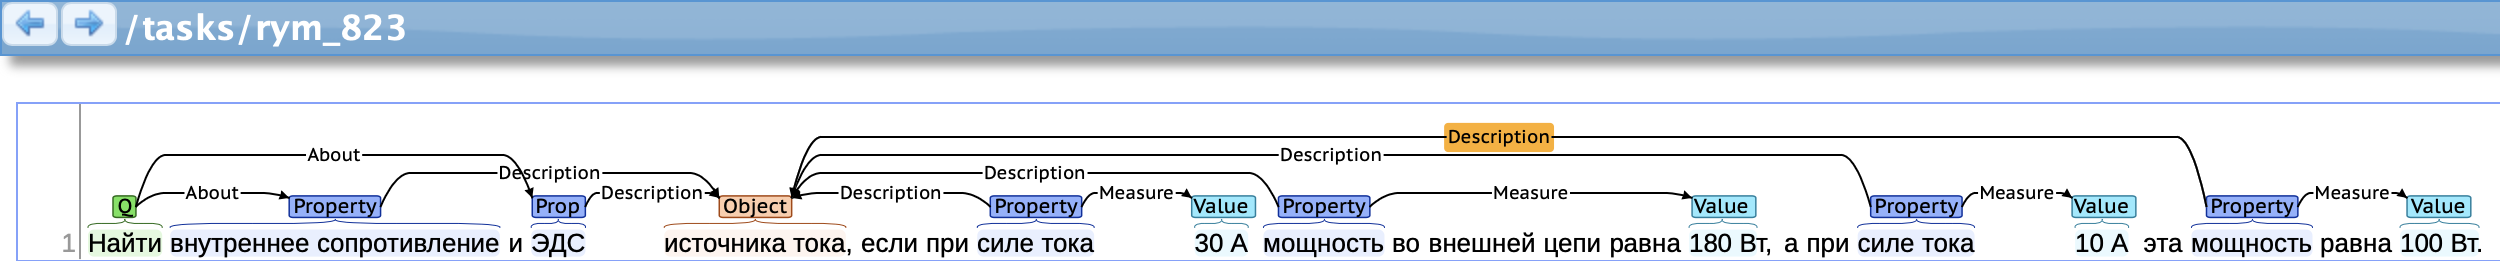 /tasks/rym_823
Description
About Description
Description Description
About Description Description Measure Measure Measure Measure
Q Property Prop Object Property Value Property Value Property Value Property Value
1 Найти внутреннее сопротивление и ЭДС источника тока, если при силе тока 30 А мощность во внешней цепи равна 180 Вт, а при силе тока 10 А эта мощность равна 100 Вт.